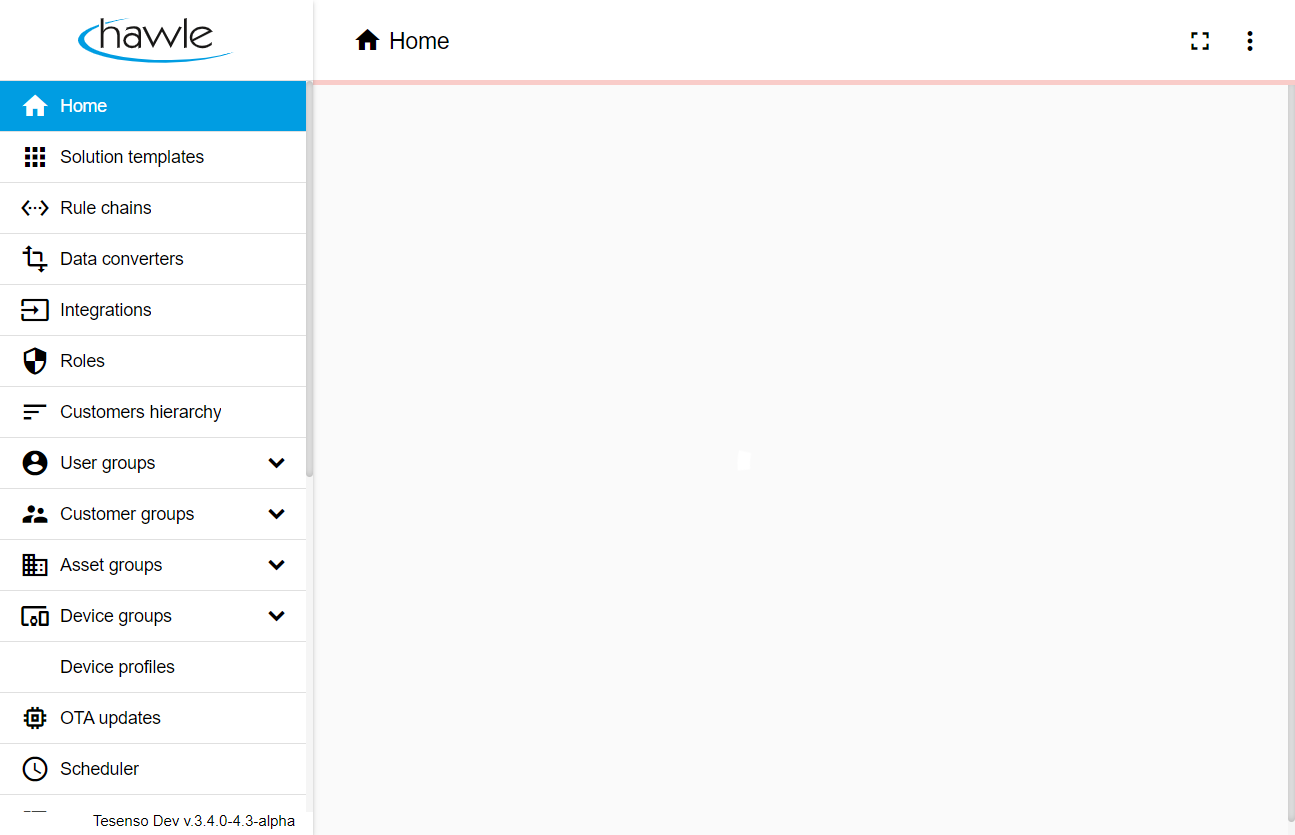 hawle
Home
Home
Solution templates
Rule chains
Data converters
Integrations
Roles
Customers hierarchy
User groups
Customer groups
Asset groups
Device groups
Device profiles
OTA updates
Scheduler
Tesenso Dev v.3.4.0-4.3-alpha